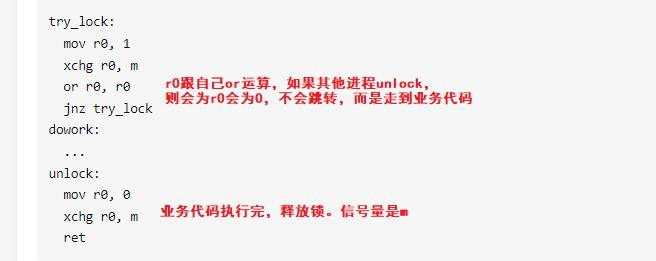 try_lock:
mov r0, 1
xchg r0, m
or r0, r0
r0跟自己or运算，如果其他进程unlock，
则会为r0会为0，不会跳转，而是走到业务代码
jnz try_lock
dowork:
...
unlock:
mov r0, 0
xchg r0, m
业务代码执行完，释放锁。信号量是m
ret